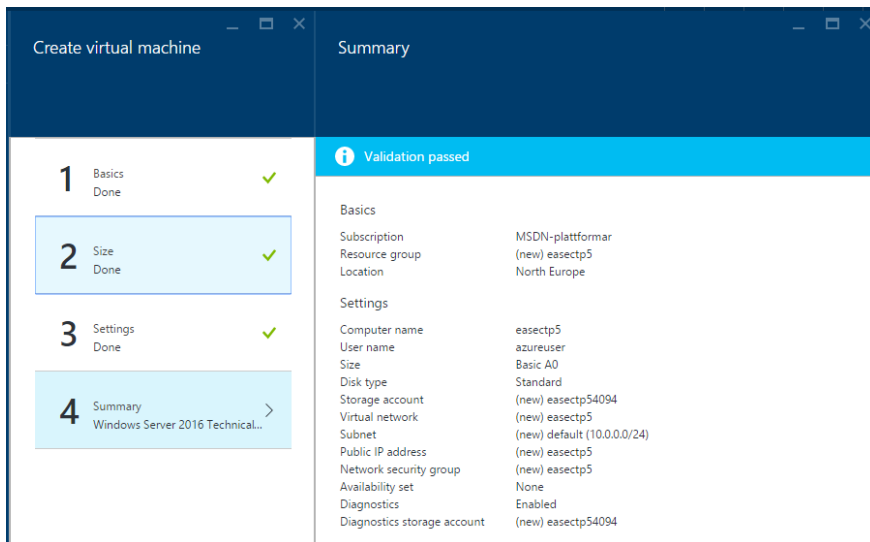 Create virtual machine
Summary
1
Basics
Done
2
Size
Done
3
Settings
Done
4
Summary
Windows Server 2016 Technical...
Validation passed
Basics
Subscription MSDN-plattformar
Resource group (new) easectp5
Location North Europe
Settings
Computer name easectp5
User name azureuser
Size Basic A0
Disk type Standard
Storage account (new) easectp54094
Virtual network (new) easectp5
Subnet (new) default (10.0.0.0/24)
Public IP address (new) easectp5
Network security group (new) easectp5
Availability set None
Diagnostics Enabled
Diagnostics storage account (new) easectp54094